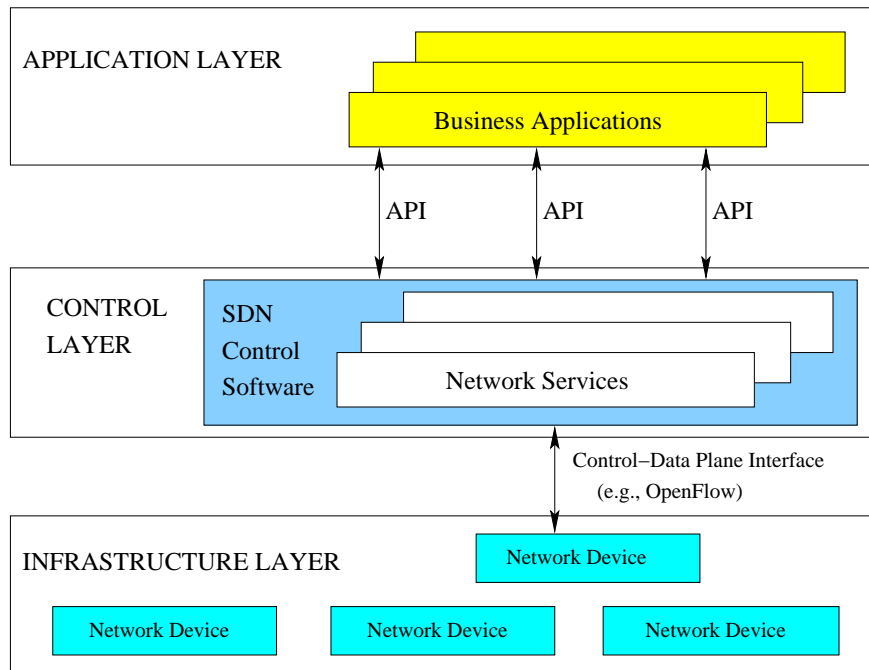 APPLICATION LAYER
Business Applications
API
API
API
CONTROL
LAYER
SDN
Control
Software
Network Services
Control−Data Plane Interface
(e.g., OpenFlow)
INFRASTRUCTURE LAYER
Network Device
Network Device
Network Device
Network Device